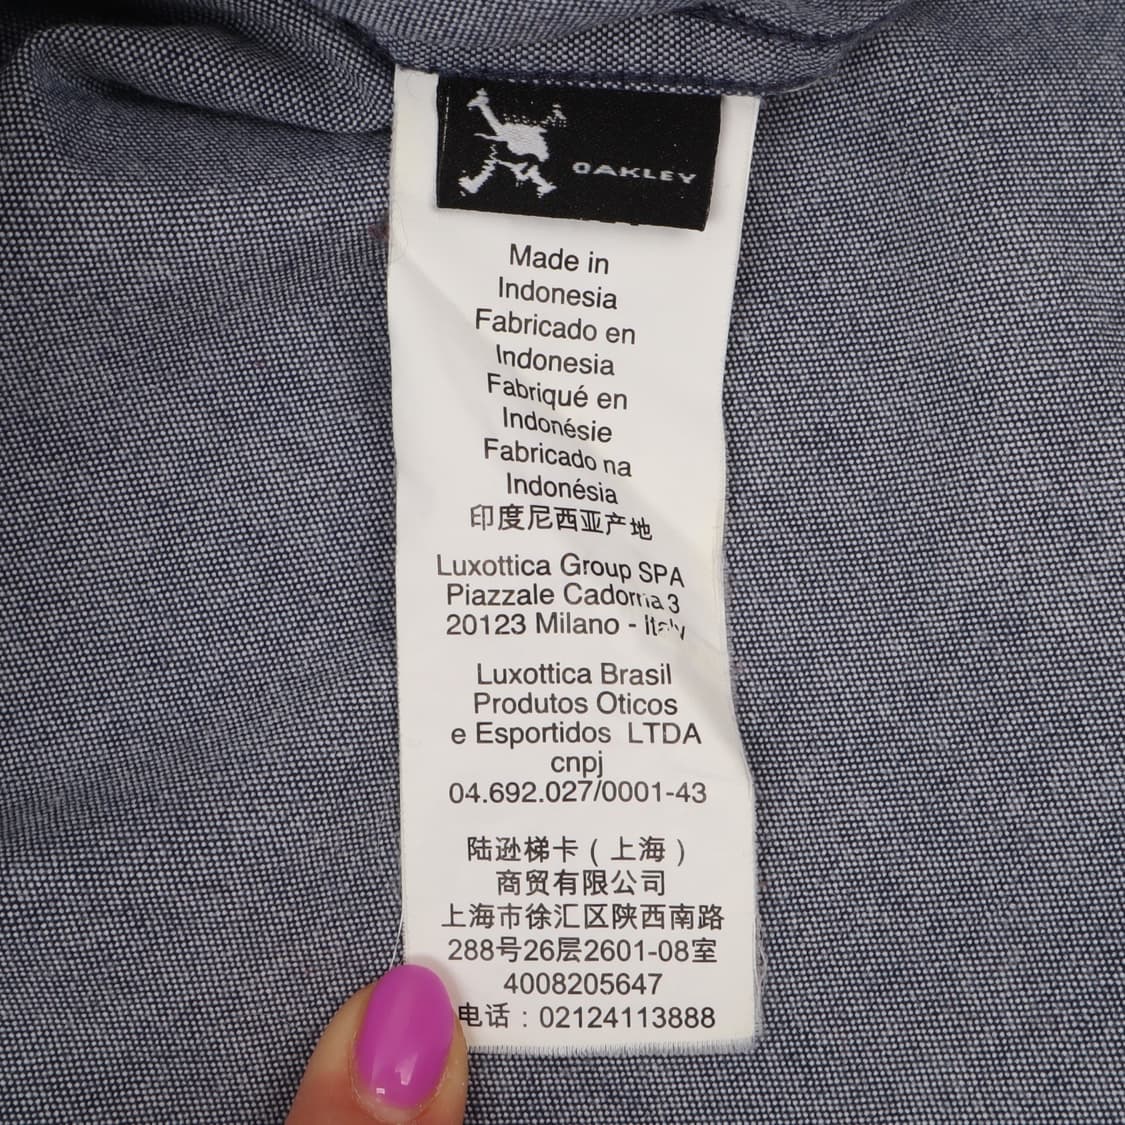 OAKLEY
Made in
Indonesia
Fabricado en
Indonesia
Fabriqué en
Indonésie
Fabricado na
Indonésia
印度尼西亚产地
Luxottica Group SPA
Piazzale Cadorna 3
20123 Milano - Italy
Luxottica Brasil
Produtos Oticos
e Esportidos LTDA
cnpj
04.692.027/0001-43
陆逊梯卡(上海)
商贸有限公司
上海市徐汇区陕西南路
288号26层2601-08室
4008205647
电话:02124113888